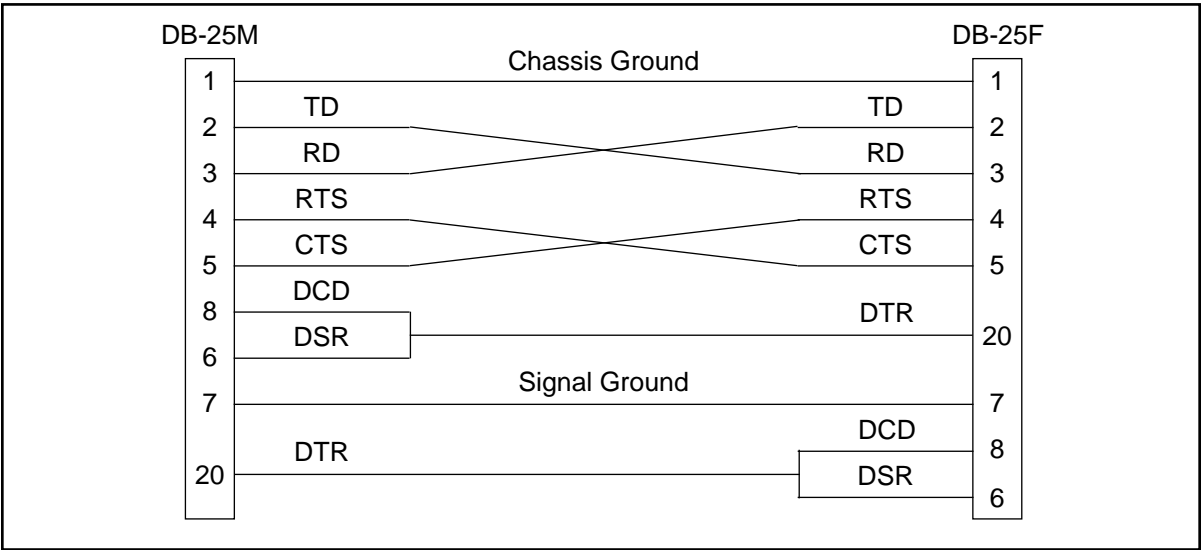 DB-25M DB-25F
Chassis Ground
1 1
TD TD
2 2
RD RD
3 3
RTS RTS
4 4
CTS CTS
5 5
DCD
8
DTR
DSR 20
6
Signal Ground
7 7
DCD
8
DTR
20 DSR
6